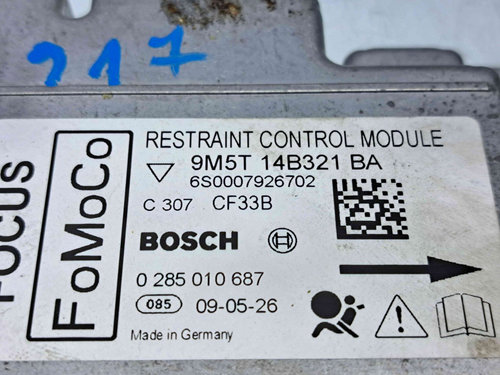 217
FOCUS
FoMoCo
RESTRAINT CONTROL MODULE
9M5T 14B321 BA
6S0007926702
C 307 CF33B
BOSCH
0 285 010 687
085 09-05-26
Made in Germany